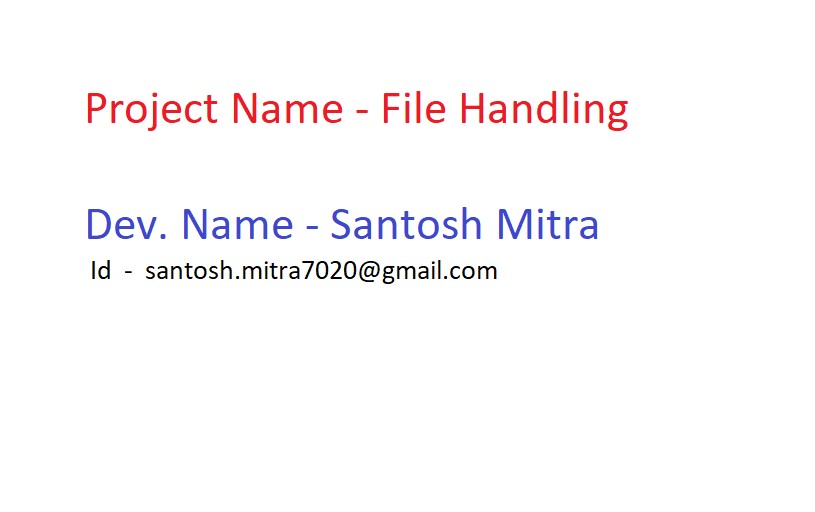 Project Name - File Handling
Dev. Name - Santosh Mitra
Id - santosh.mitra7020@gmail.com